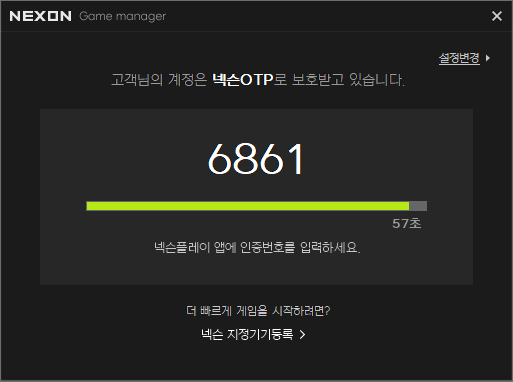 NEXON Game manager
설정변경
고객님의 계정은 넥슨OTP로 보호받고 있습니다.
6861
57초
넥슨플레이 앱에 인증번호를 입력하세요.
더 빠르게 게임을 시작하려면?
넥슨 지정기기등록 >